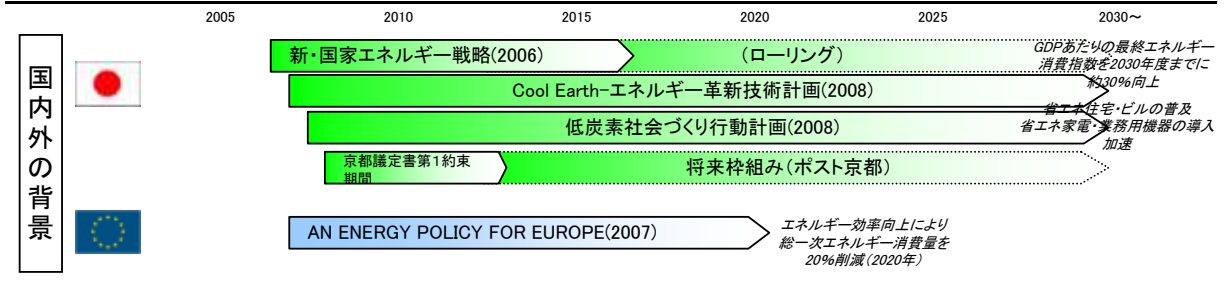 2005 2010 2015 2020 2025 2030~
国内外の背景
新・国家エネルギー戦略(2006)
(ローリング)
GDPあたりの最終エネルギー
消費指数を2030年度までに
約30%向上
Cool Earth-エネルギー革新技術計画(2008)
低炭素社会づくり行動計画(2008)
省エネ住宅・ビルの普及
省エネ家電・業務用機器の導入
加速
京都議定書第1約束
期間
将来枠組み(ポスト京都)
AN ENERGY POLICY FOR EUROPE(2007)
エネルギー効率向上により
総一次エネルギー消費量を
20%削減(2020年)